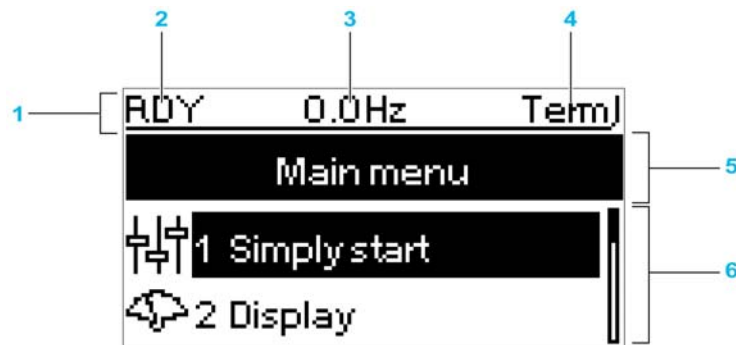 2 3 4
1 RDY 0.0Hz Term
Main menu 5
1 Simply start
6
2 Display